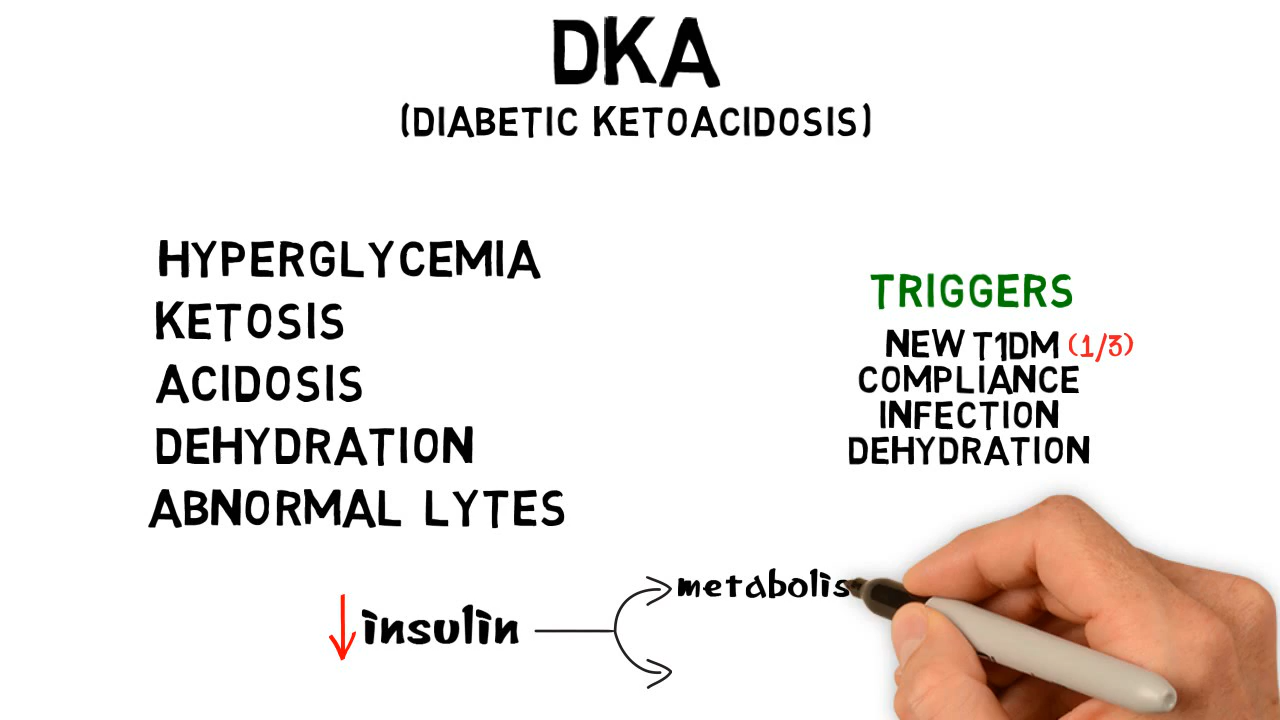 DKA
(DIABETIC KETOACIDOSIS)
HYPERGLYCEMIA
KETOSIS
ACIDOSIS
DEHYDRATION
ABNORMAL LYTES
TRIGGERS
NEW T1DM (1/3)
COMPLIANCE
INFECTION
DEHYDRATION
insulin
metabolis